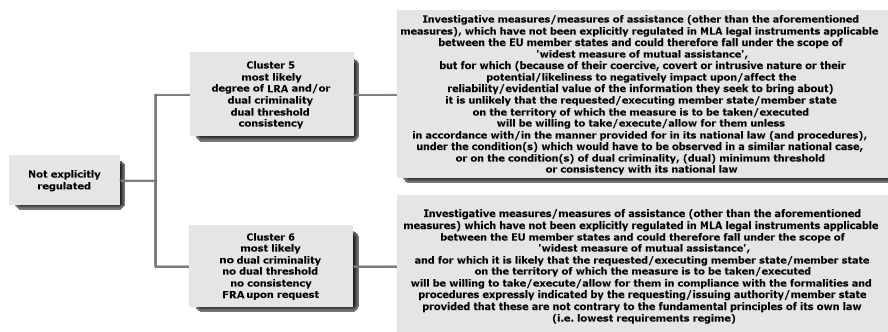 Investigative measures/measures of assistance (other than the aforementioned
measures), which have not been explicitly regulated in MLA legal instruments applicable
between the EU member states and could therefore fall under the scope of
'widest measure of mutual assistance',
but for which (because of their coercive, covert or intrusive nature or their
potential/likeliness to negatively impact upon/affect the
reliability/evidential value of the information they seek to bring about)
it is unlikely that the requested/executing member state/member state
on the territory of which the measure is to be taken/executed
will be willing to take/execute/allow for them unless
in accordance with/in the manner provided for in its national law (and procedures),
under the condition(s) which would have to be observed in a similar national case,
or on the condition(s) of dual criminality, (dual) minimum threshold
or consistency with its national law
Cluster 5
most likely
degree of LRA and/or
dual criminality
dual threshold
consistency
Not explicitly
regulated
Cluster 6
most likely
no dual criminality
no dual threshold
no consistency
FRA upon request
Investigative measures/measures of assistance (other than the aforementioned
measures) which have not been explicitly regulated in MLA legal instruments applicable
between the EU member states and could therefore fall under the scope of
'widest measure of mutual assistance',
and for which it is likely that the requested/executing member state/member state
on the territory of which the measure is to be taken/executed
will be willing to take/execute/allow for them in compliance with the formalities and
procedures expressly indicated by the requesting/issuing authority/member state
provided that these are not contrary to the fundamental principles of its own law
(i.e. lowest requirements regime)